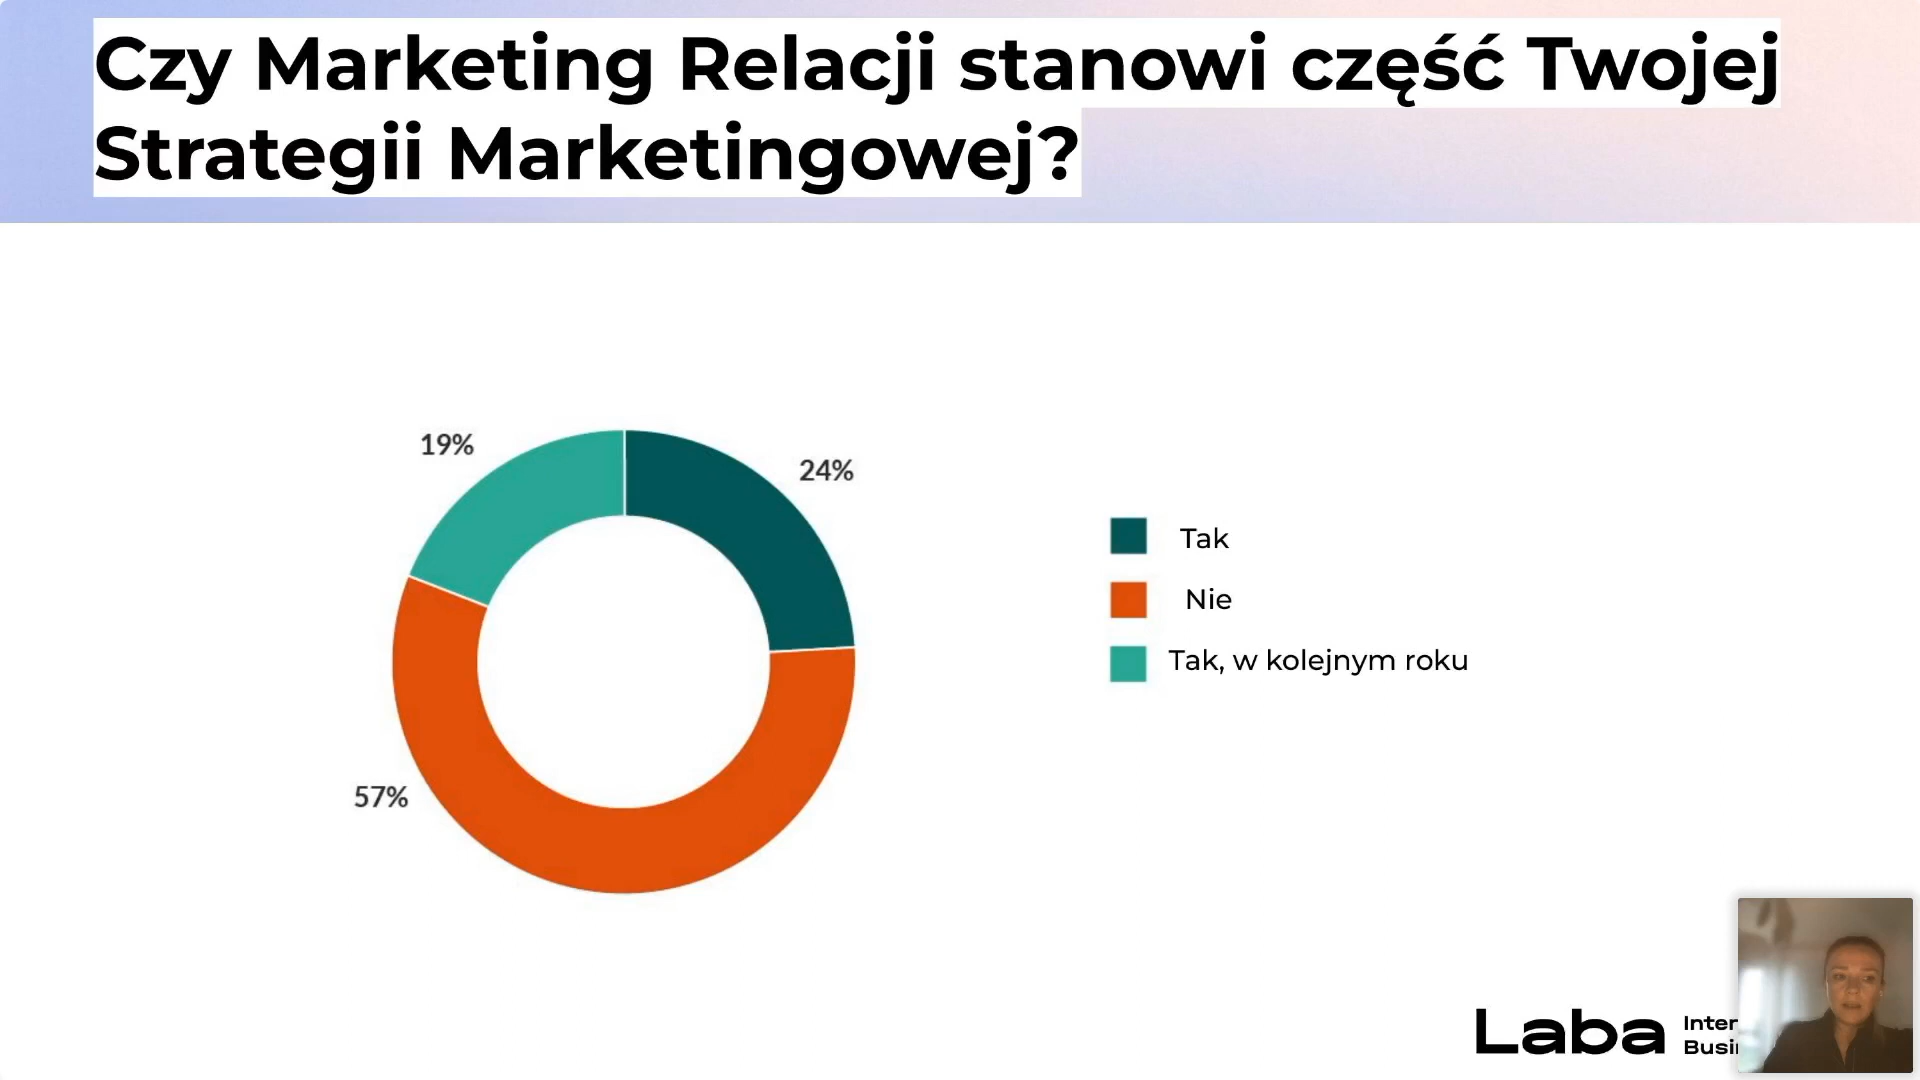 Czy Marketing Relacji stanowi część Twojej
Strategii Marketingowej?
19%
24%
57%
Tak
Nie
Tak, w kolejnym roku
Laba